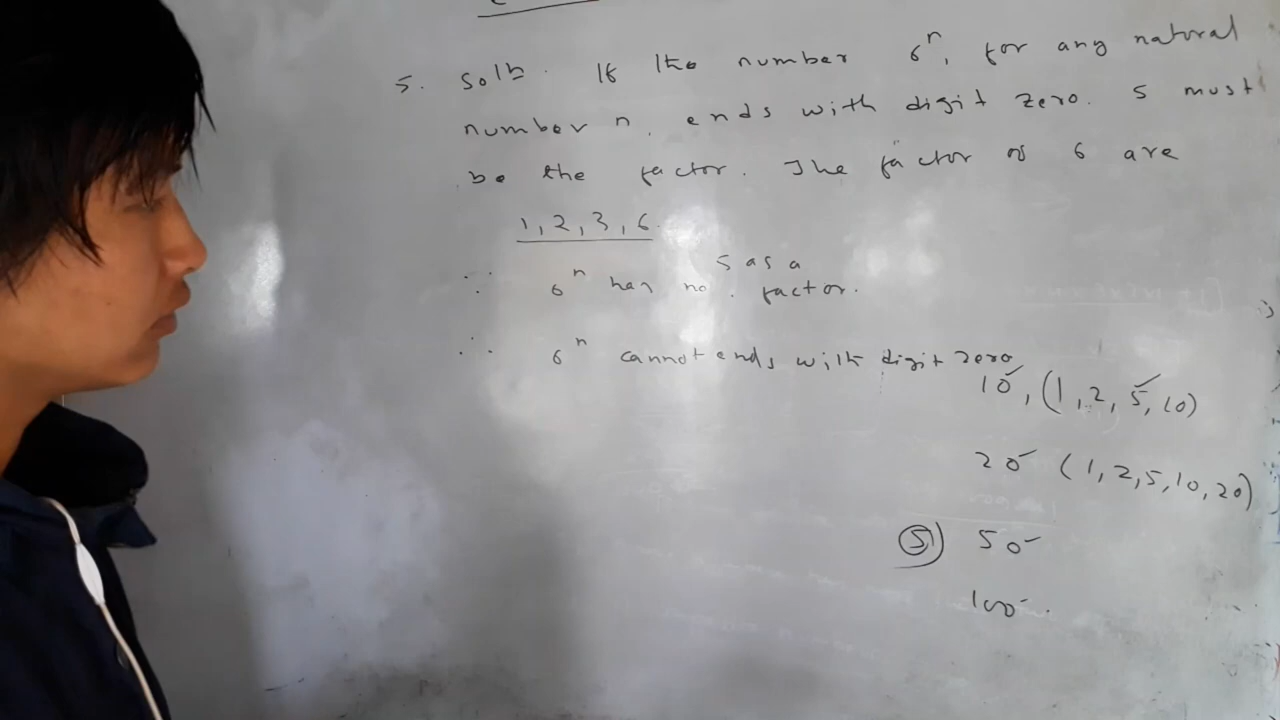 5. Soln. If the number 6ⁿ, for any natural
number n, ends with digit zero. 5 must
be the factor. The factor of 6 are
1, 2, 3, 6.
∵ 6ⁿ has no 5 as a factor.
∴ 6ⁿ cannot ends with digit zero
10, (1, 2, 5, 10)
20 (1, 2, 5, 10, 20)
5) 50
100